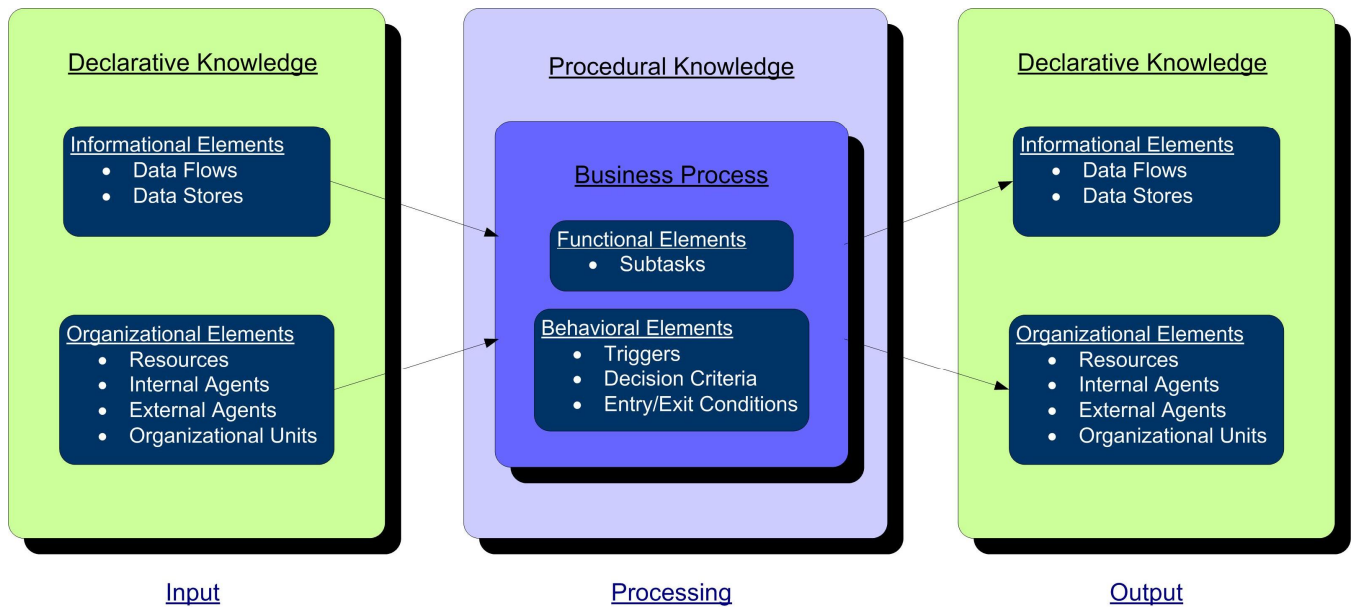 Declarative Knowledge
Informational Elements
• Data Flows
• Data Stores
Organizational Elements
• Resources
• Internal Agents
• External Agents
• Organizational Units
Input
Procedural Knowledge
Business Process
Functional Elements
• Subtasks
Behavioral Elements
• Triggers
• Decision Criteria
• Entry/Exit Conditions
Processing
Declarative Knowledge
Informational Elements
• Data Flows
• Data Stores
Organizational Elements
• Resources
• Internal Agents
• External Agents
• Organizational Units
Output